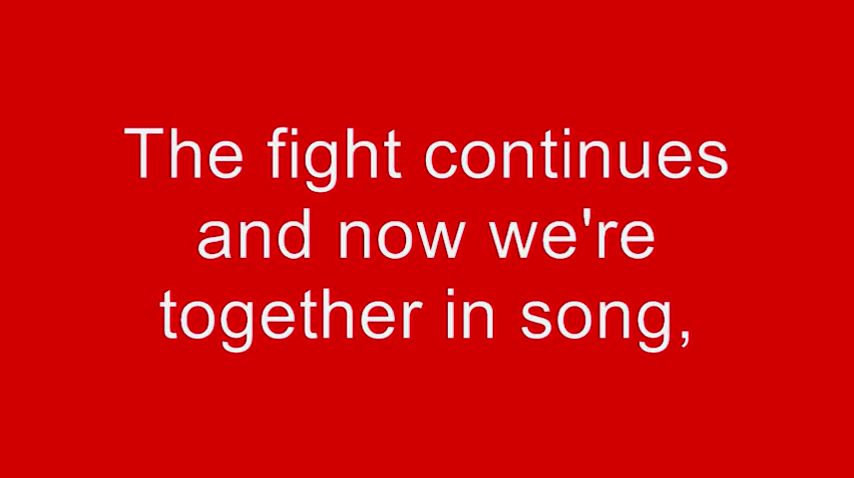 The fight continues
and now we're
together in song,